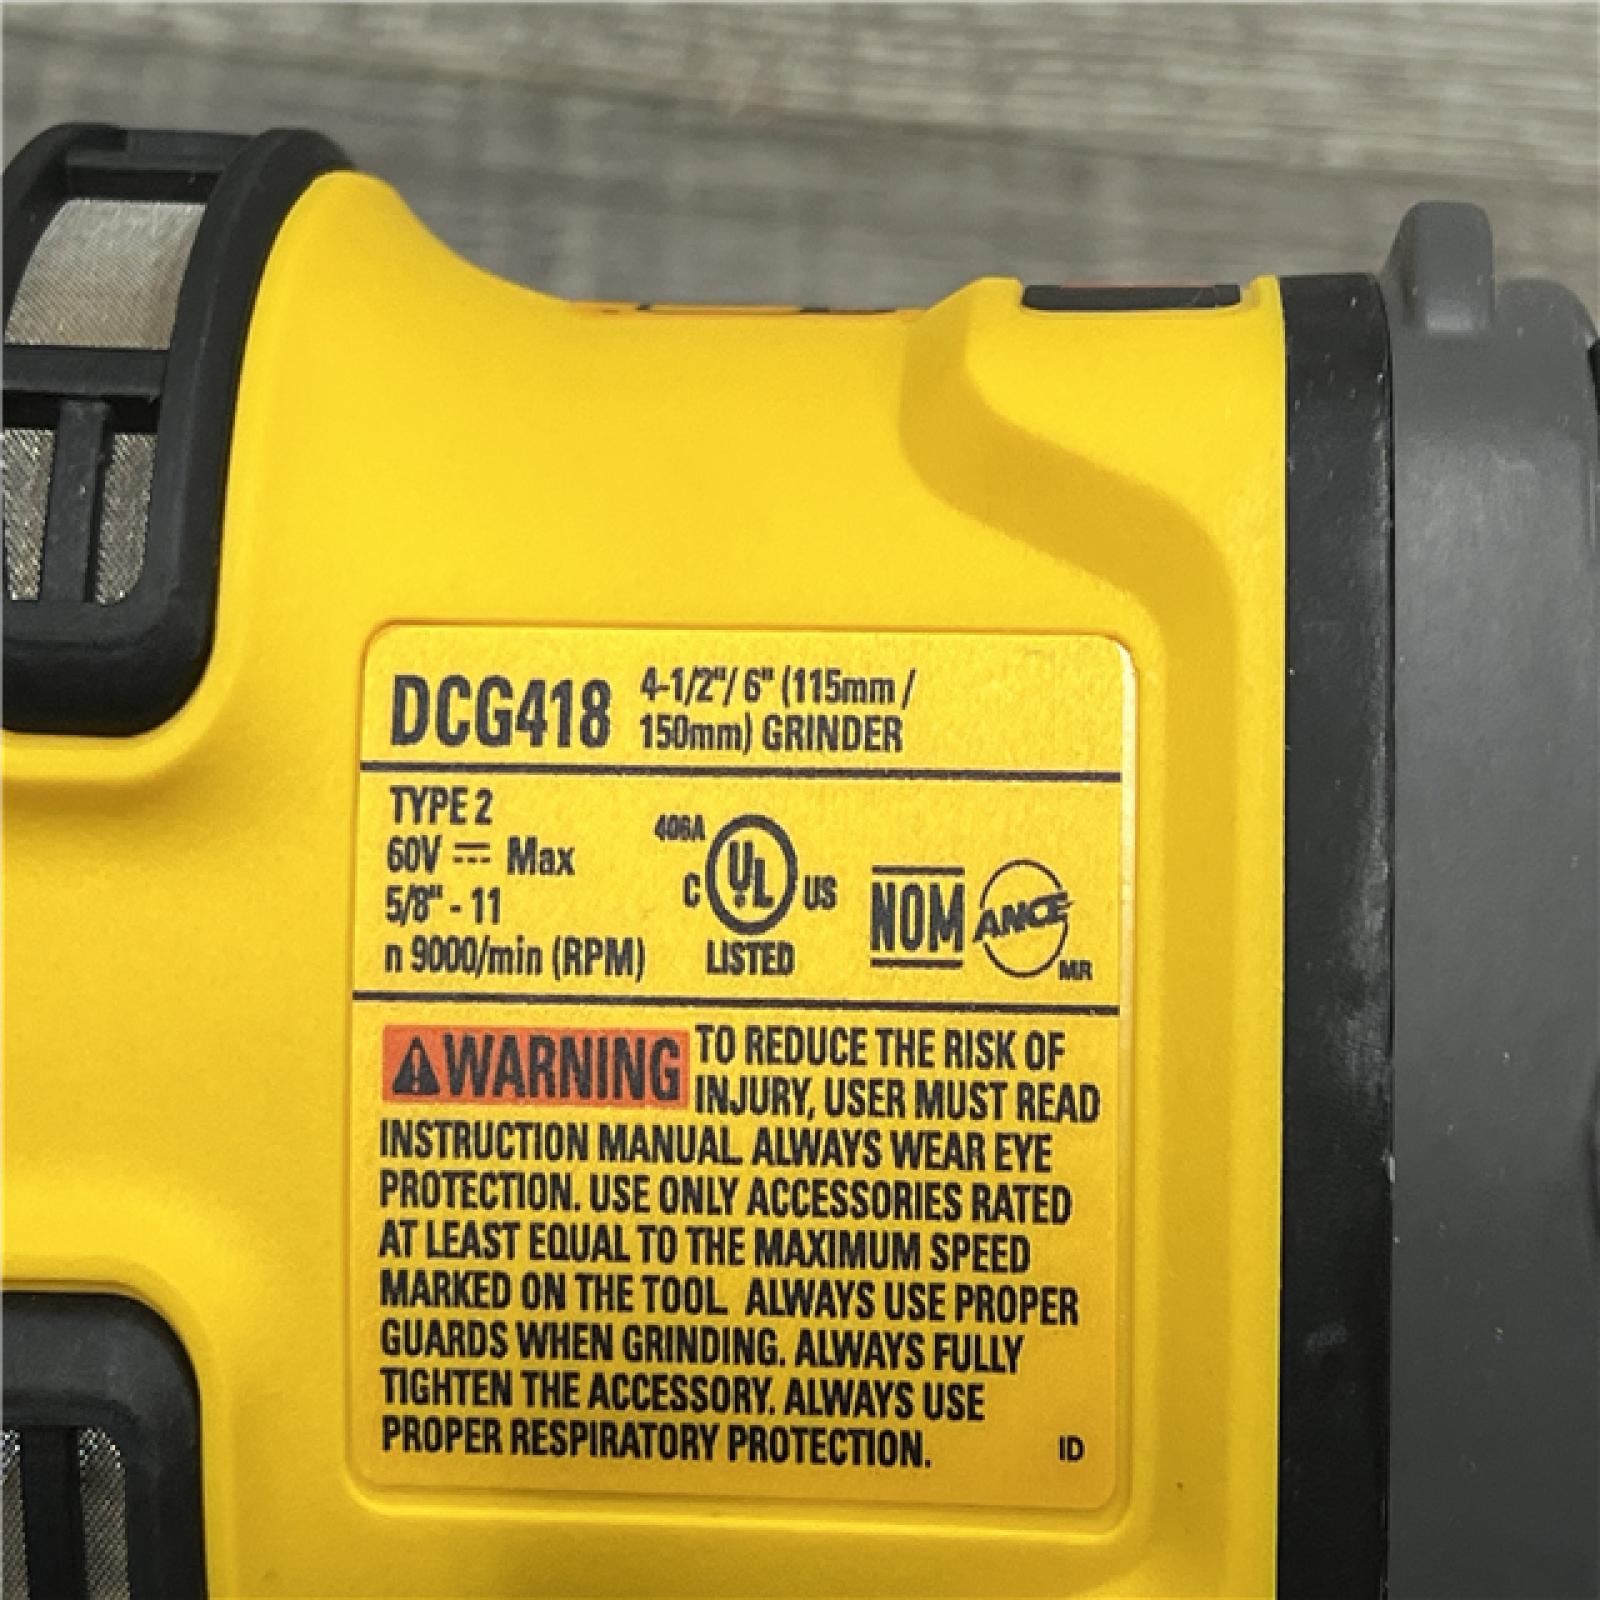 DCG418 4-1/2"/ 6" (115mm /
150mm) GRINDER
TYPE 2
60V ⎓ Max
5/8" - 11
n 9000/min (RPM)
406A
C UL US
LISTED
NOM ANCE
MR
WARNING TO REDUCE THE RISK OF
INJURY, USER MUST READ
INSTRUCTION MANUAL. ALWAYS WEAR EYE
PROTECTION. USE ONLY ACCESSORIES RATED
AT LEAST EQUAL TO THE MAXIMUM SPEED
MARKED ON THE TOOL. ALWAYS USE PROPER
GUARDS WHEN GRINDING. ALWAYS FULLY
TIGHTEN THE ACCESSORY. ALWAYS USE
PROPER RESPIRATORY PROTECTION. ID